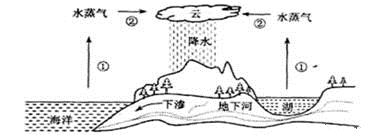 水蒸气 ② 云 ② 水蒸气
降水
① ①
海洋 下渗 地下河 湖